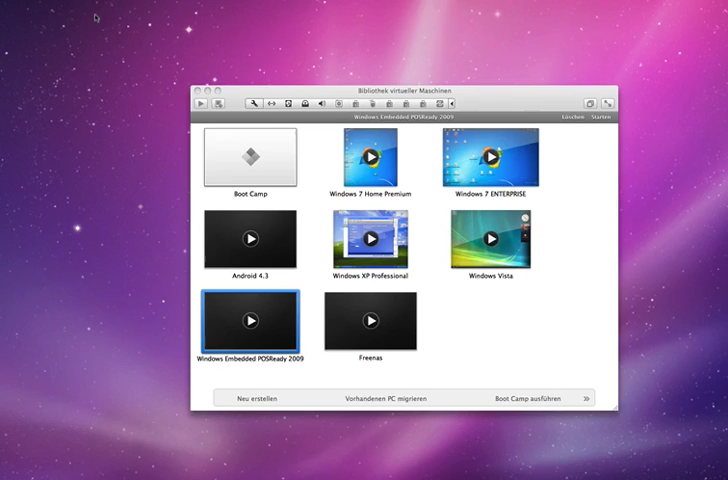 Bibliothek virtueller Maschinen
Windows Embedded POSReady 2009
Löschen Starten
Boot Camp
Windows 7 Home Premium
Windows 7 ENTERPRISE
Android 4.3
Windows XP Professional
Windows Vista
Windows Embedded POSReady 2009
Freenas
Neu erstellen
Vorhandenen PC migrieren
Boot Camp ausführen